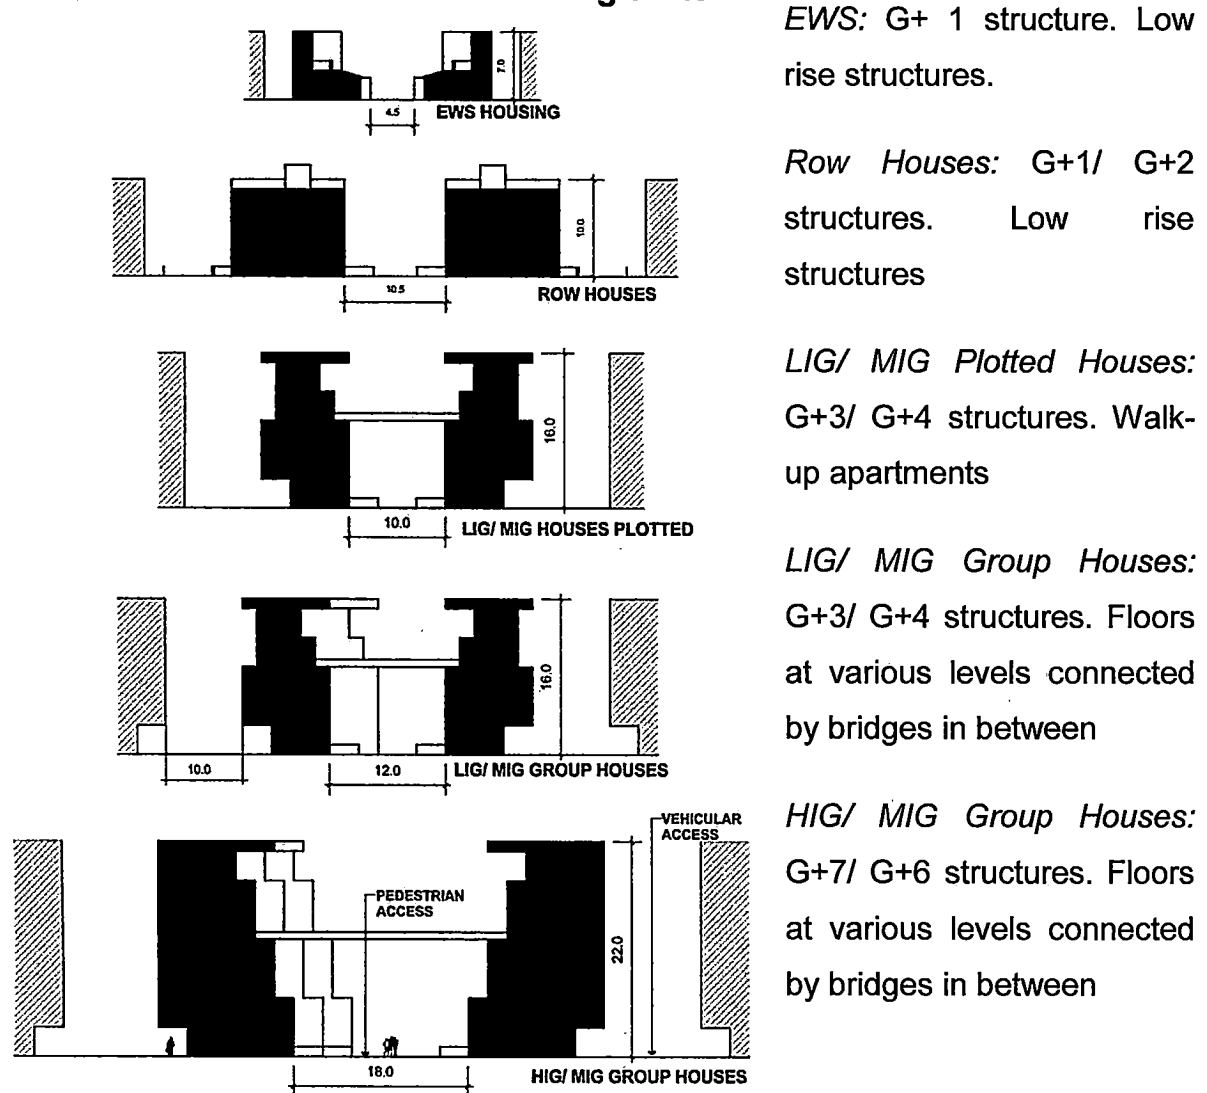 EWS: G+ 1 structure. Low
rise structures.
7.0
4.5
EWS HOUSING
Row Houses: G+1/ G+2
structures. Low rise
structures
10.0
10.5
ROW HOUSES
LIG/ MIG Plotted Houses:
G+3/ G+4 structures. Walk-
up apartments
16.0
10.0
LIG/ MIG HOUSES PLOTTED
LIG/ MIG Group Houses:
G+3/ G+4 structures. Floors
at various levels connected
by bridges in between
16.0
10.0
12.0
LIG/ MIG GROUP HOUSES
HIG/ MIG Group Houses:
G+7/ G+6 structures. Floors
at various levels connected
by bridges in between
VEHICULAR
ACCESS
PEDESTRIAN
ACCESS
22.0
18.0
HIG/ MIG GROUP HOUSES